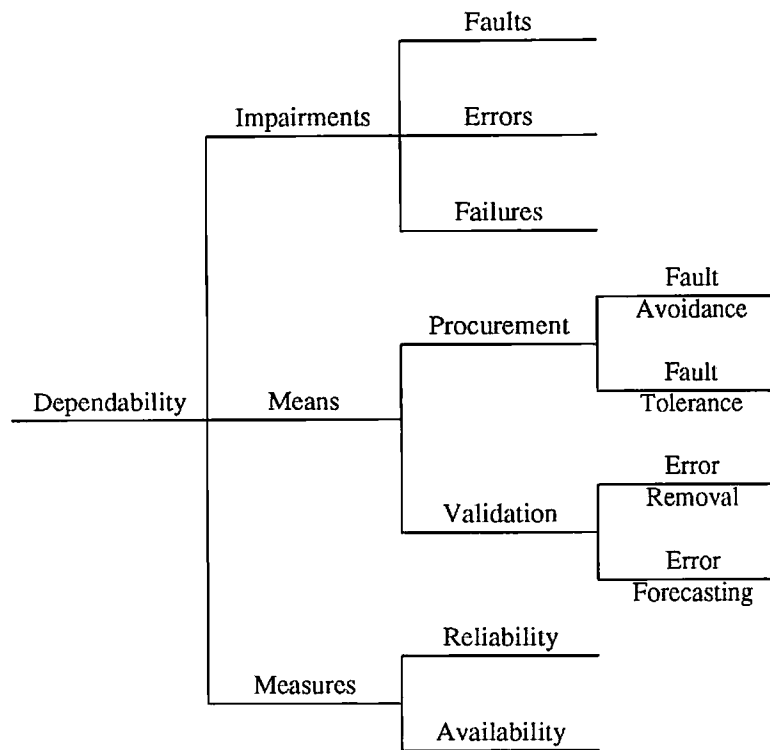 Faults
Impairments
Errors
Failures
Fault
Avoidance
Procurement
Fault
Tolerance
Dependability
Means
Error
Removal
Validation
Error
Forecasting
Reliability
Measures
Availability